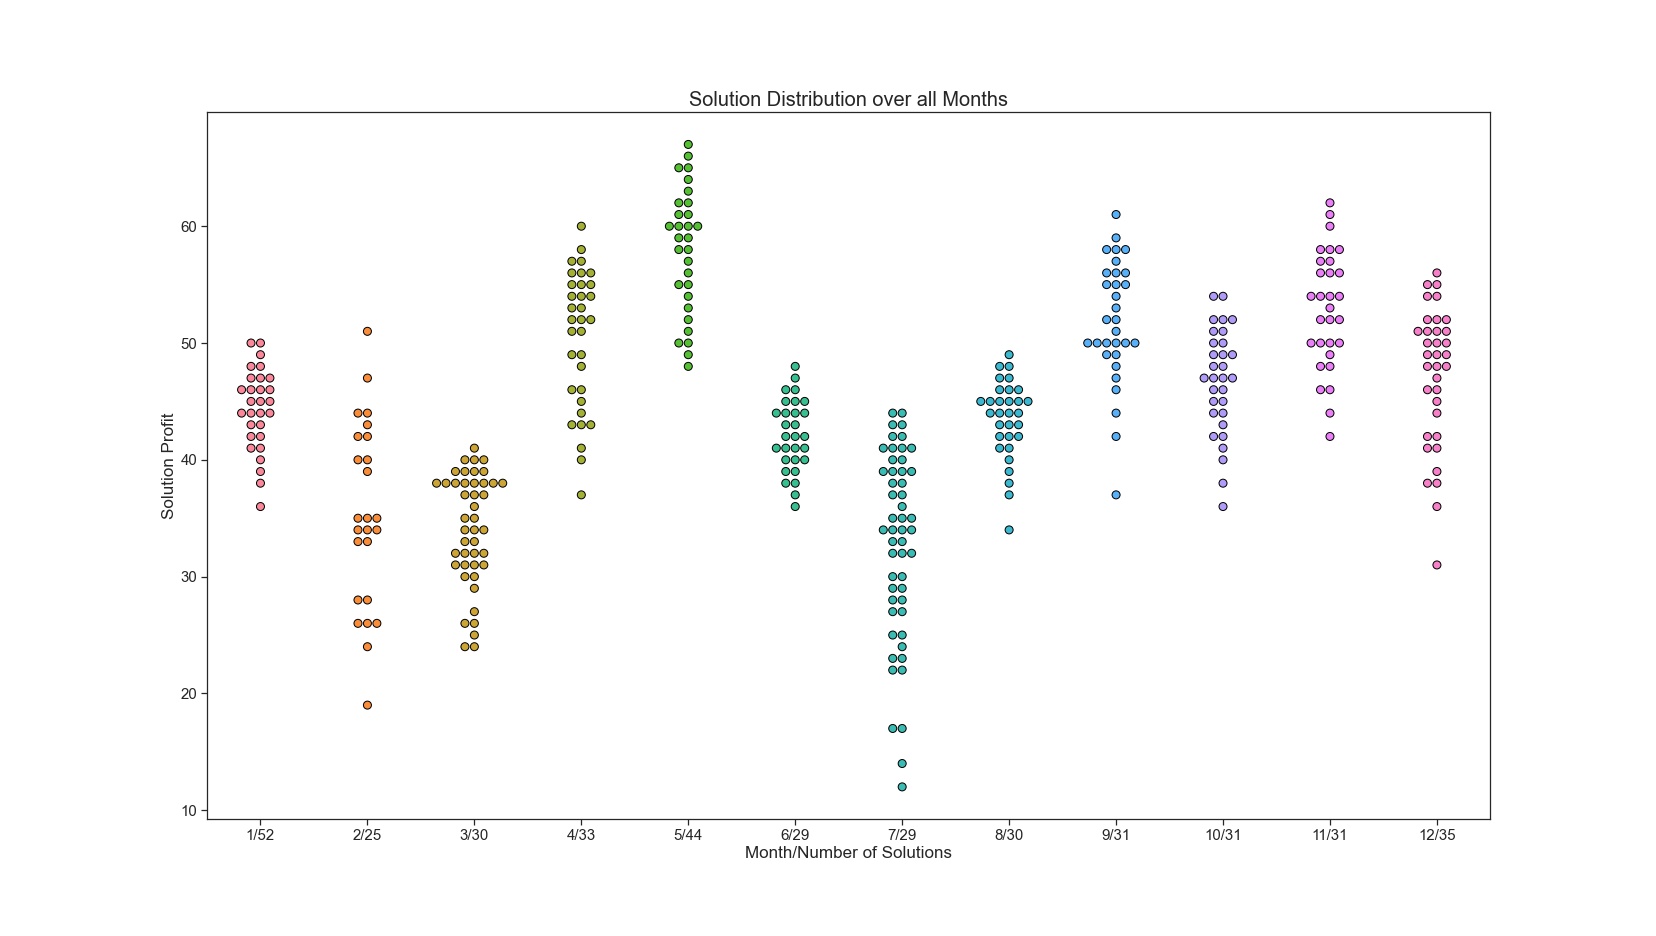 Solution Distribution over all Months
Solution Profit
60
50
40
30
20
10
1/52 2/25 3/30 4/33 5/44 6/29 7/29 8/30 9/31 10/31 11/31 12/35
Month/Number of Solutions